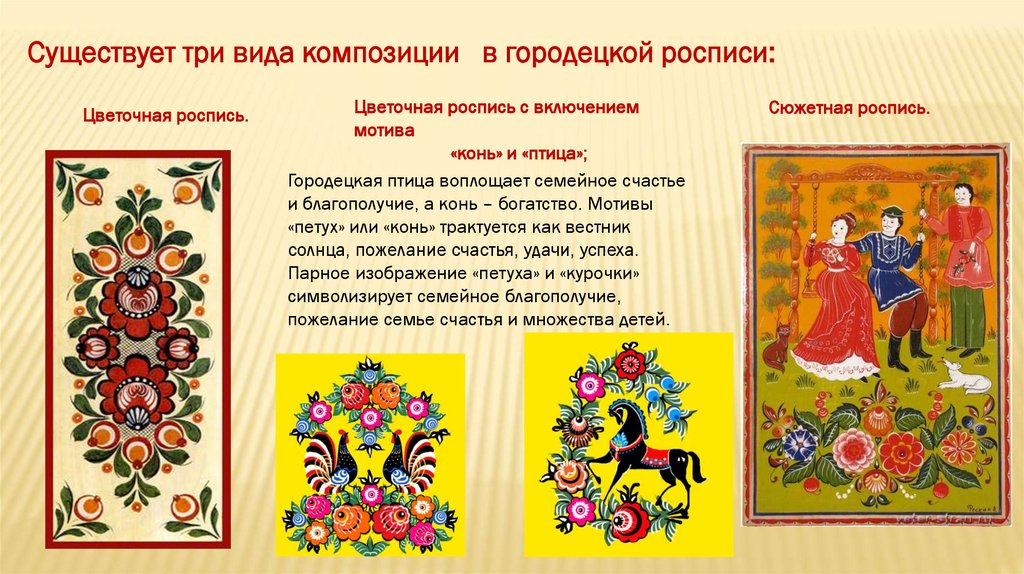 Существует три вида композиции в городецкой росписи:
Цветочная роспись.
Цветочная роспись с включением
мотива
«конь» и «птица»;
Городецкая птица воплощает семейное счастье
и благополучие, а конь – богатство. Мотивы
«петух» или «конь» трактуется как вестник
солнца, пожелание счастья, удачи, успеха.
Парное изображение «петуха» и «курочки»
символизирует семейное благополучие,
пожелание семье счастья и множества детей.
Сюжетная роспись.